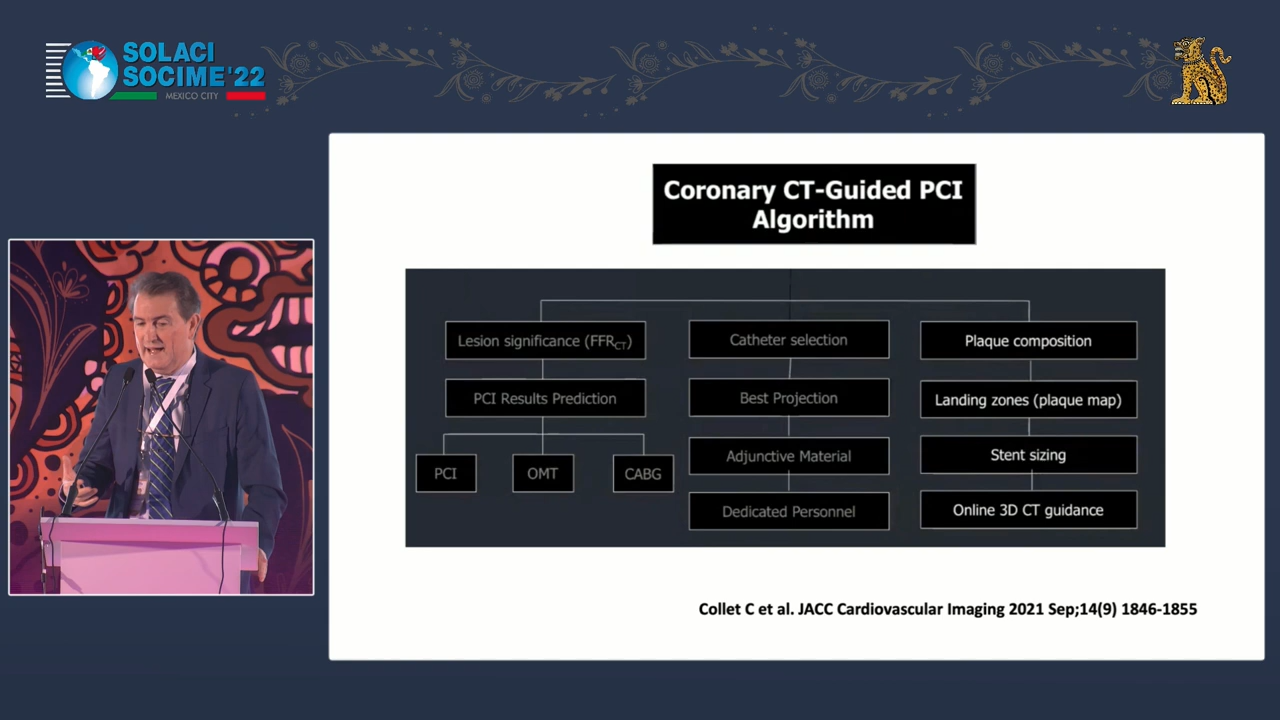 SOLACI
SOCIME'22
MEXICO CITY
Coronary CT-Guided PCI
Algorithm
Lesion significance (FFRCT)
PCI Results Prediction
PCI
OMT
CABG
Catheter selection
Best Projection
Adjunctive Material
Dedicated Personnel
Plaque composition
Landing zones (plaque map)
Stent sizing
Online 3D CT guidance
Collet C et al. JACC Cardiovascular Imaging 2021 Sep;14(9) 1846-1855